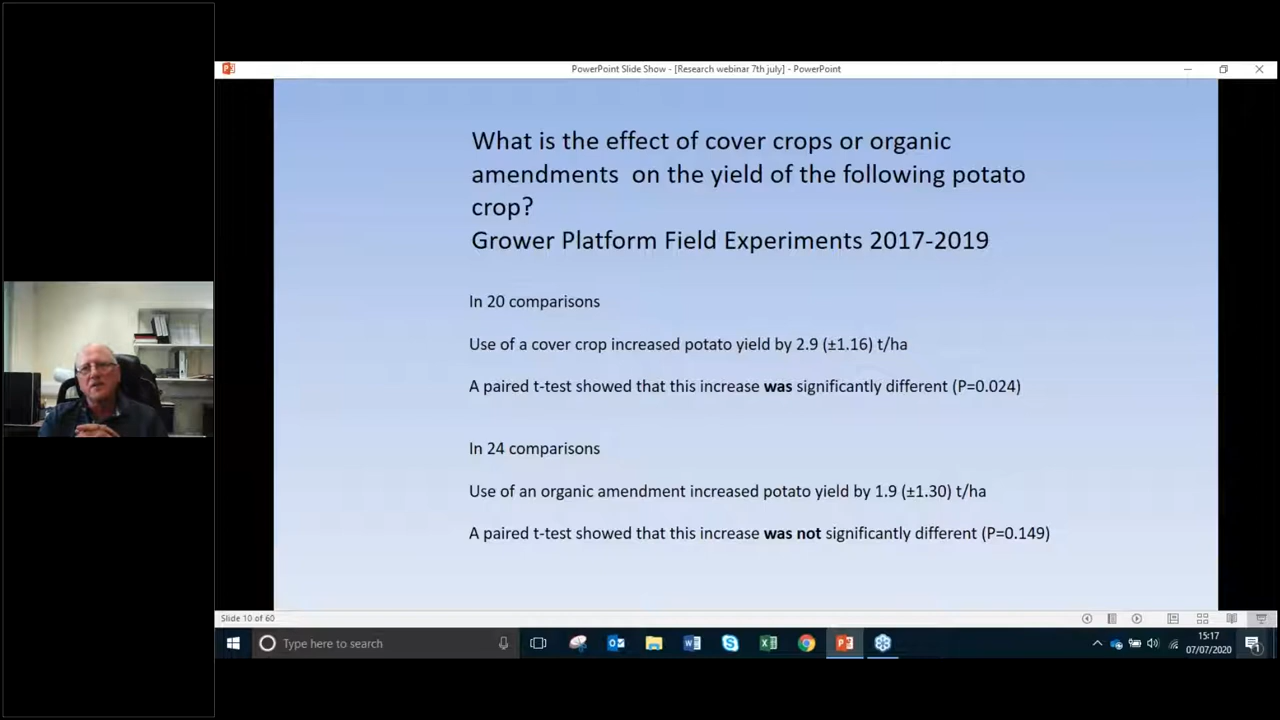 PowerPoint Slide Show - [Research webinar 7th july] - PowerPoint
What is the effect of cover crops or organic
amendments on the yield of the following potato
crop?
Grower Platform Field Experiments 2017-2019
In 20 comparisons
Use of a cover crop increased potato yield by 2.9 (±1.16) t/ha
A paired t-test showed that this increase was significantly different (P=0.024)
In 24 comparisons
Use of an organic amendment increased potato yield by 1.9 (±1.30) t/ha
A paired t-test showed that this increase was not significantly different (P=0.149)
Slide 10 of 60
Type here to search
15:17
07/07/2020